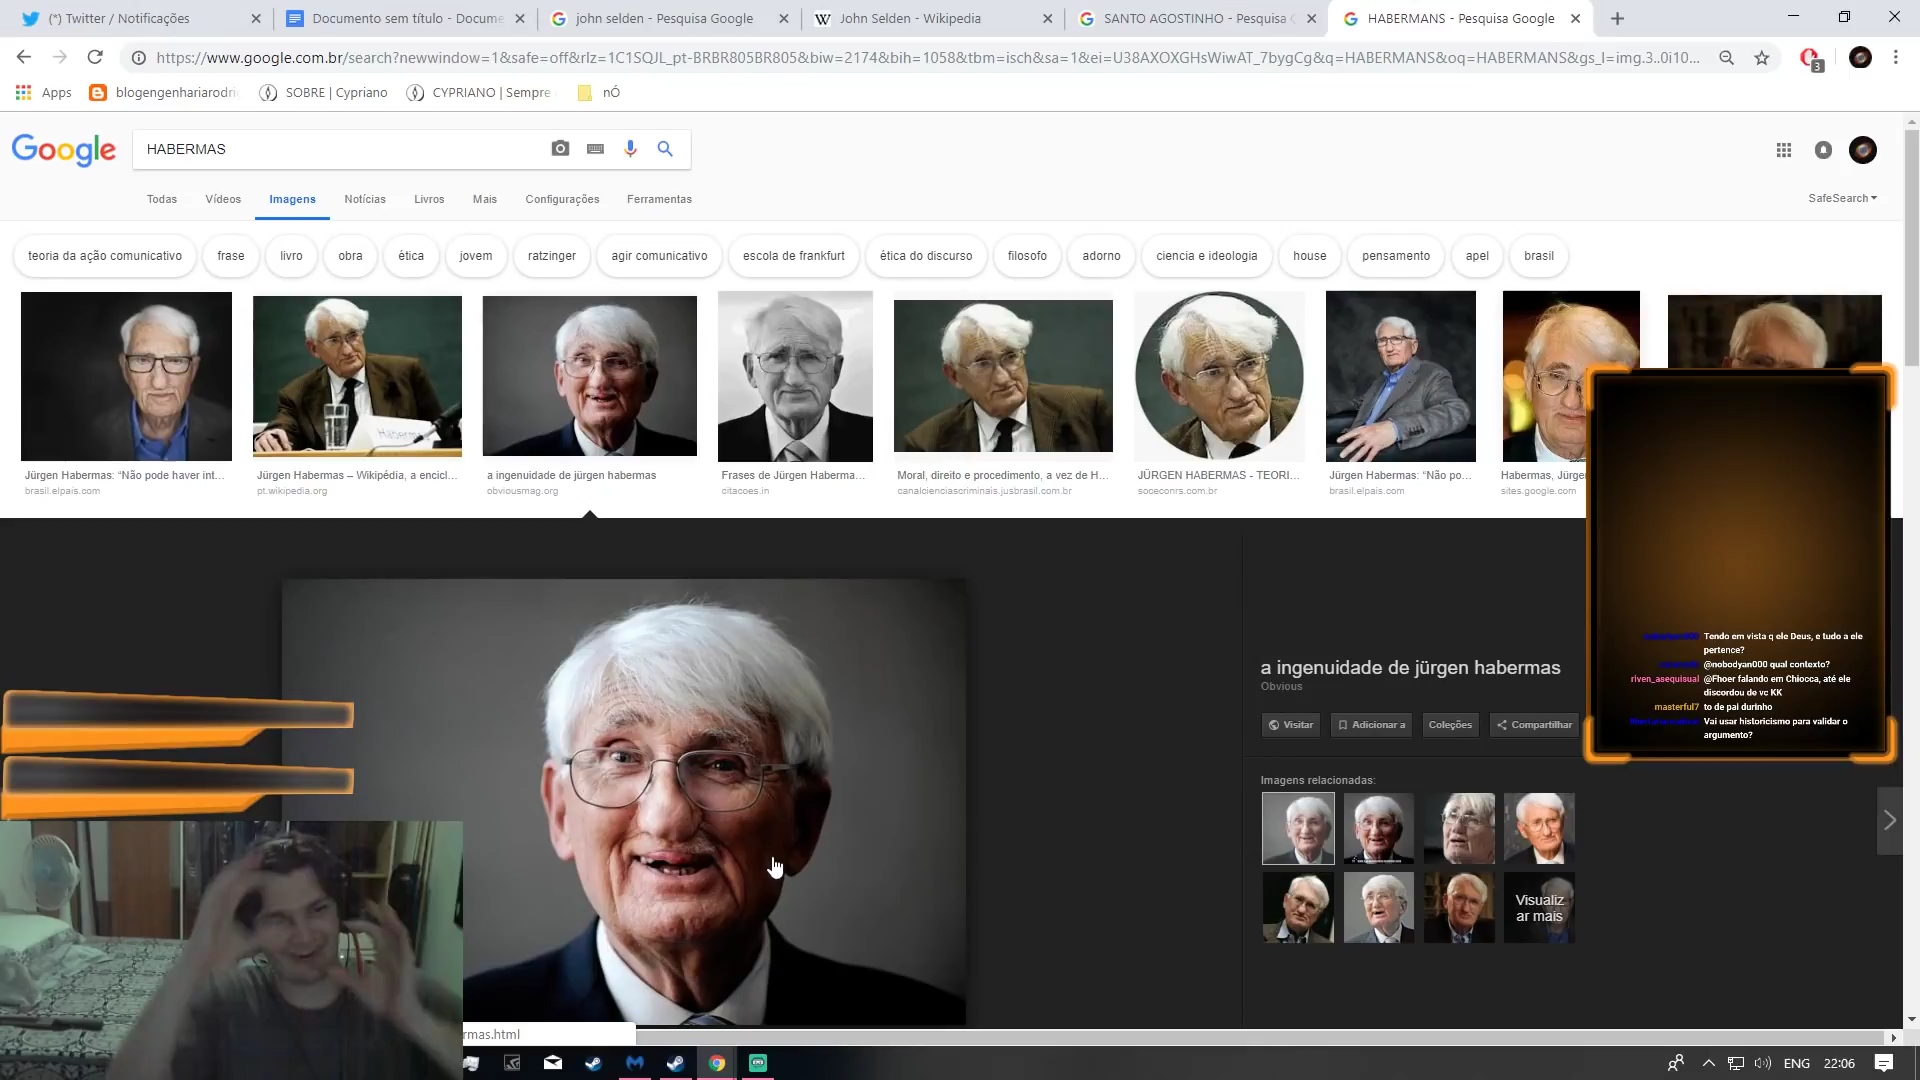 (*) Twitter / Notificações
Documento sem título - Docume
john selden - Pesquisa Google
John Selden - Wikipedia
SANTO AGOSTINHO - Pesquisa G
HABERMANS - Pesquisa Google
https://www.google.com.br/search?newwindow=1&safe=off&rlz=1C1SQJL_pt-BRBR805BR805&biw=2174&bih=1058&tbm=isch&sa=1&ei=U38AXOXGHsWiwAT_7bygCg&q=HABERMANS&oq=HABERMANS&gs_l=img.3..0i10...
3
Apps
blogengenhariarodri
SOBRE | Cypriano
CYPRIANO | Sempre
nÓ
Google
HABERMAS
Todas
Vídeos
Imagens
Notícias
Livros
Mais
Configurações
Ferramentas
SafeSearch
teoria da ação comunicativo
frase
livro
obra
ética
jovem
ratzinger
agir comunicativo
escola de frankfurt
ética do discurso
filosofo
adorno
ciencia e ideologia
house
pensamento
apel
brasil
Jürgen Habermas: “Não pode haver int...
brasil.elpais.com
Jürgen Habermas – Wikipédia, a encicl...
pt.wikipedia.org
a ingenuidade de jürgen habermas
obviousmag.org
Frases de Jürgen Haberma...
citacoes.in
Moral, direito e procedimento, a vez de H...
canalcienciascriminais.jusbrasil.com.br
JÜRGEN HABERMAS - TEORI...
soceconrs.com.br
Jürgen Habermas: “Não po...
brasil.elpais.com
Habermas, Jürge
sites.google.com
a ingenuidade de jürgen habermas
Obvious
Visitar
Adicionar a
Coleções
Compartilhar
Imagens relacionadas:
Visualiz
ar mais
Tendo em vista q ele Deus, e tudo a ele
pertence?
@nobodyan000 qual contexto?
riven_asequisual @Fhoer falando em Chiocca, até ele
discordou de vc KK
masterful7 to de pai durinho
Vai usar historicismo para validar o
argumento?
rmas.html
ENG
22:06